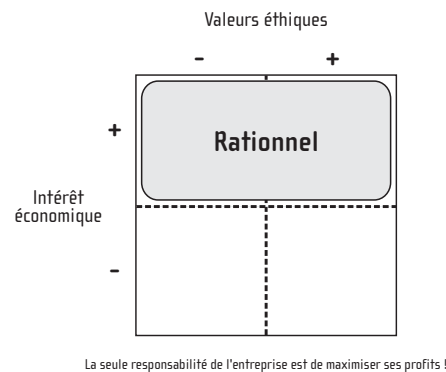 Valeurs éthiques
- +
+
Rationnel
Intérêt
économique
-
La seule responsabilité de l'entreprise est de maximiser ses profits !